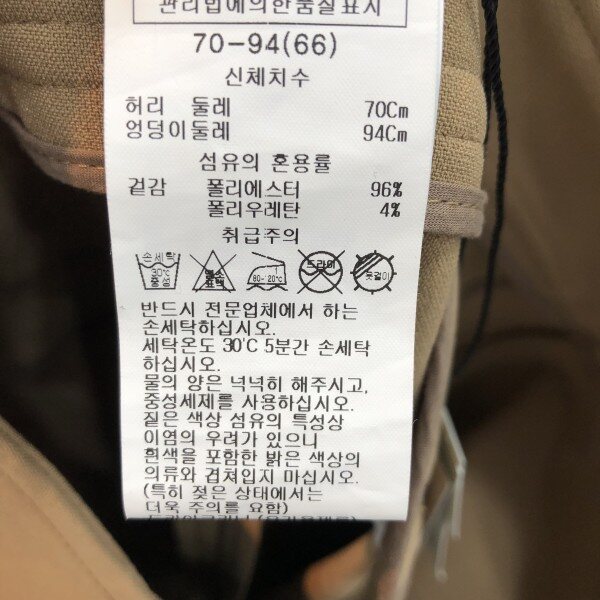 관리법에의한품질표시
70-94(66)
신체치수
허리 둘레 70Cm
엉덩이둘레 94Cm
섬유의 혼용률
겉감 폴리에스터 96%
폴리우레탄 4%
취급주의
손세탁 30℃ 중성 염소 표백 80-120℃ 드라이 옷걸이
반드시 전문업체에서 하는
손세탁하십시오.
세탁온도 30℃ 5분간 손세탁
하십시오.
물의 양은 넉넉히 해주시고,
중성세제를 사용하십시오.
짙은 색상 섬유의 특성상
이염의 우려가 있으니
흰색을 포함한 밝은 색상의
의류와 겹쳐입지 마십시오.
(특히 젖은 상태에서는
더욱 주의를 요함)